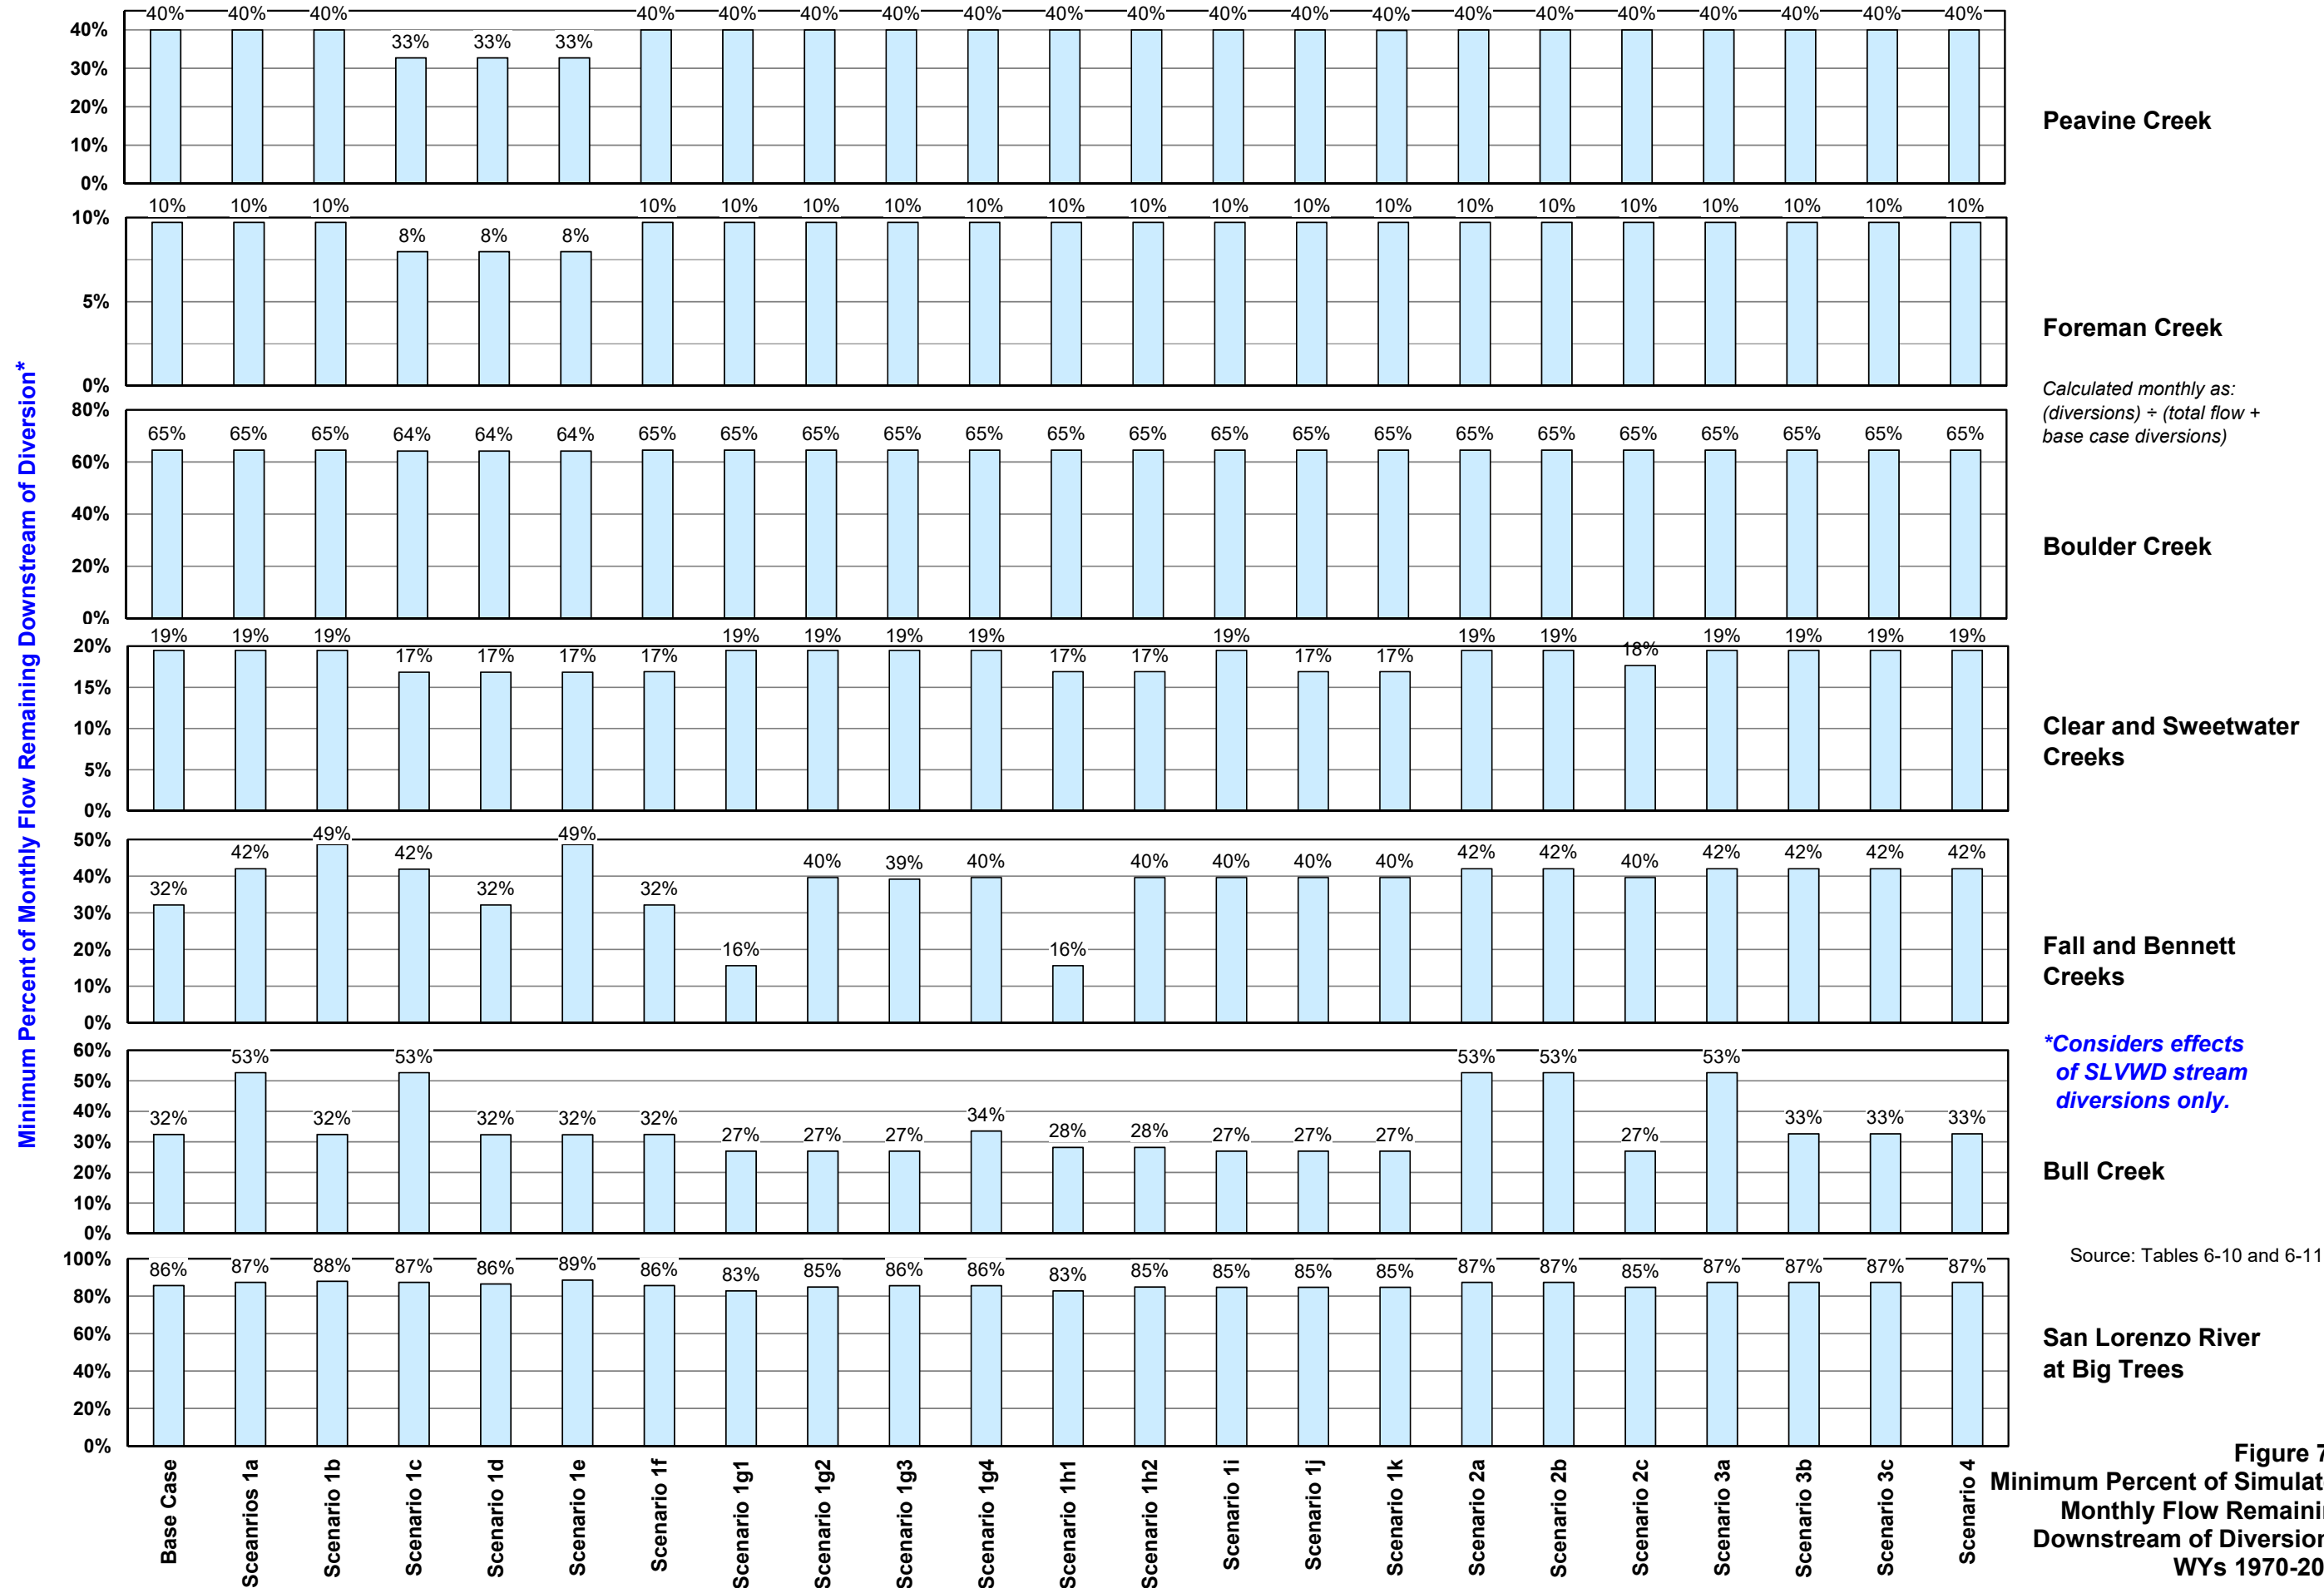 Minimum Percent of Monthly Flow Remaining Downstream of Diversion*
40% 40% 40% 40% 40% 40% 40% 40% 40% 40% 40% 40% 40% 40% 40% 40% 40% 40% 40% 40%
33% 33% 33%
40%
30%
20%
10%
0%
Peavine Creek
10% 10% 10% 8% 8% 8% 10% 10% 10% 10% 10% 10% 10% 10% 10% 10% 10% 10% 10% 10% 10% 10% 10%
10%
5%
0%
Foreman Creek
Calculated monthly as:
(diversions) ÷ (total flow +
base case diversions)
80%
65% 65% 65% 64% 64% 64% 65% 65% 65% 65% 65% 65% 65% 65% 65% 65% 65% 65% 65% 65% 65% 65% 65%
60%
40%
20%
0%
Boulder Creek
19% 19% 19% 17% 17% 17% 17% 19% 19% 19% 19% 17% 17% 19% 17% 17% 19% 19% 18% 19% 19% 19% 19%
20%
15%
10%
5%
0%
Clear and Sweetwater
Creeks
50%
32% 42% 49% 42% 32% 49% 32% 16% 40% 39% 40% 16% 40% 40% 40% 40% 42% 42% 40% 42% 42% 42% 42%
40%
30%
20%
10%
0%
Fall and Bennett
Creeks
*Considers effects
of SLVWD stream
diversions only.
60%
32% 53% 32% 53% 32% 32% 32% 27% 27% 27% 34% 28% 28% 27% 27% 27% 53% 53% 27% 53% 33% 33% 33%
50%
40%
30%
20%
10%
0%
Bull Creek
Source: Tables 6-10 and 6-11
100%
86% 87% 88% 87% 86% 89% 86% 83% 85% 86% 86% 83% 85% 85% 85% 85% 87% 87% 85% 87% 87% 87% 87%
80%
60%
40%
20%
0%
San Lorenzo River
at Big Trees
Base Case
Sceanrios 1a
Scenario 1b
Scenario 1c
Scenario 1d
Scenario 1e
Scenario 1f
Scenario 1g1
Scenario 1g2
Scenario 1g3
Scenario 1g4
Scenario 1h1
Scenario 1h2
Scenario 1i
Scenario 1j
Scenario 1k
Scenario 2a
Scenario 2b
Scenario 2c
Scenario 3a
Scenario 3b
Scenario 3c
Scenario 4
Figure 7
Minimum Percent of Simulat
Monthly Flow Remainin
Downstream of Diversion
WYs 1970-20